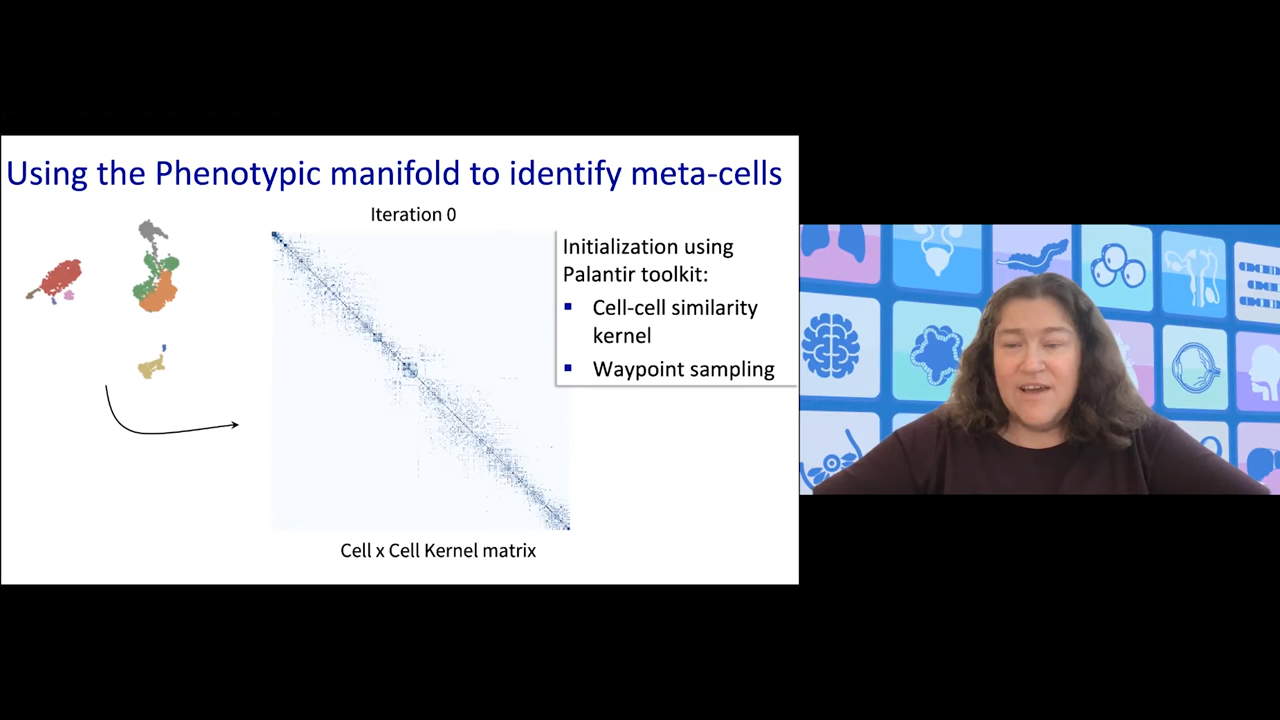 Using the Phenotypic manifold to identify meta-cells
Iteration 0
Initialization using
Palantir toolkit:
▪ Cell-cell similarity
kernel
▪ Waypoint sampling
Cell x Cell Kernel matrix